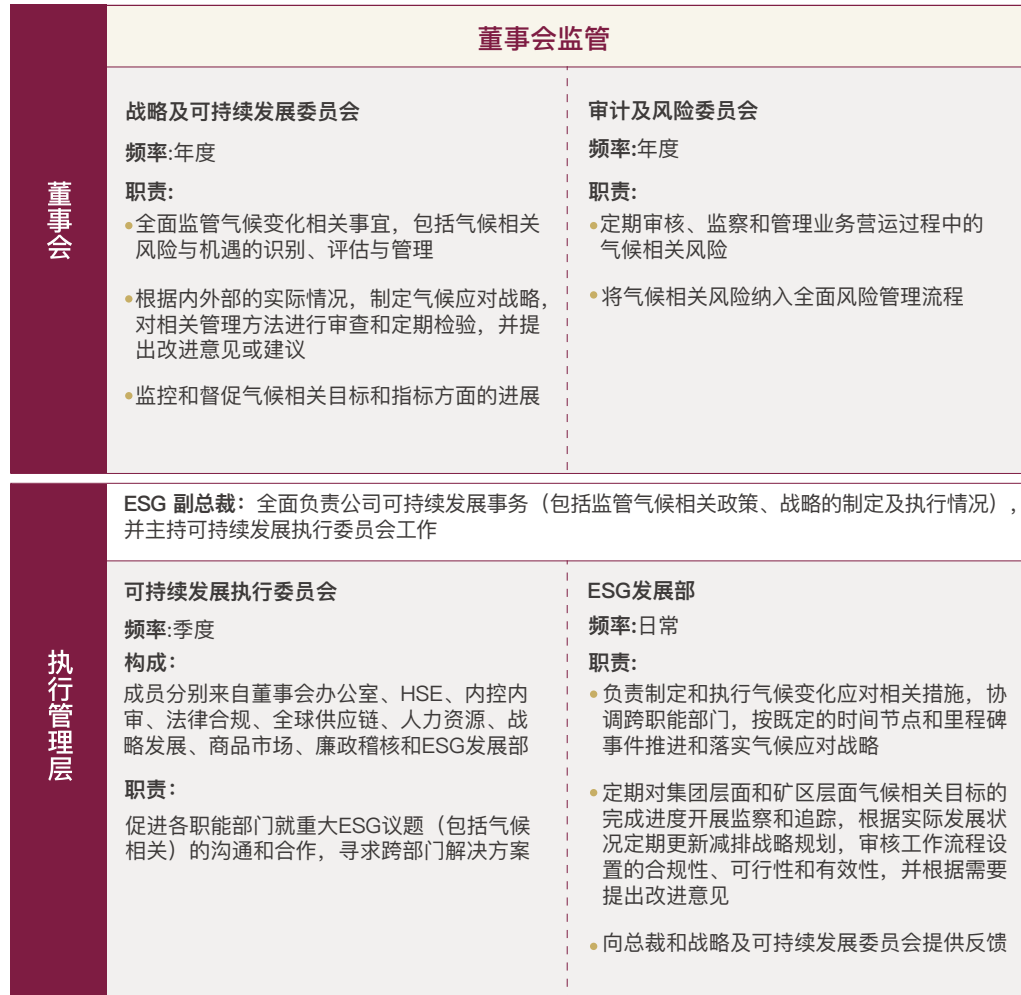 董事会监管
董事会
战略及可持续发展委员会
频率:年度
职责:
•全面监管气候变化相关事宜，包括气候相关
风险与机遇的识别、评估与管理
•根据内外部的实际情况，制定气候应对战略，
对相关管理方法进行审查和定期检验，并提
出改进意见或建议
•监控和督促气候相关目标和指标方面的进展
审计及风险委员会
频率:年度
职责:
•定期审核、监察和管理业务营运过程中的
气候相关风险
•将气候相关风险纳入全面风险管理流程
执行管理层
ESG 副总裁：全面负责公司可持续发展事务（包括监管气候相关政策、战略的制定及执行情况），
并主持可持续发展执行委员会工作
可持续发展执行委员会
频率:季度
构成：
成员分别来自董事会办公室、HSE、内控内
审、法律合规、全球供应链、人力资源、战
略发展、商品市场、廉政稽核和ESG发展部
职责：
促进各职能部门就重大ESG议题（包括气候
相关）的沟通和合作，寻求跨部门解决方案
ESG发展部
频率:日常
职责:
•负责制定和执行气候变化应对相关措施，协
调跨职能部门，按既定的时间节点和里程碑
事件推进和落实气候应对战略
•定期对集团层面和矿区层面气候相关目标的
完成进度开展监察和追踪，根据实际发展状
况定期更新减排战略规划，审核工作流程设
置的合规性、可行性和有效性，并根据需要
提出改进意见
•向总裁和战略及可持续发展委员会提供反馈